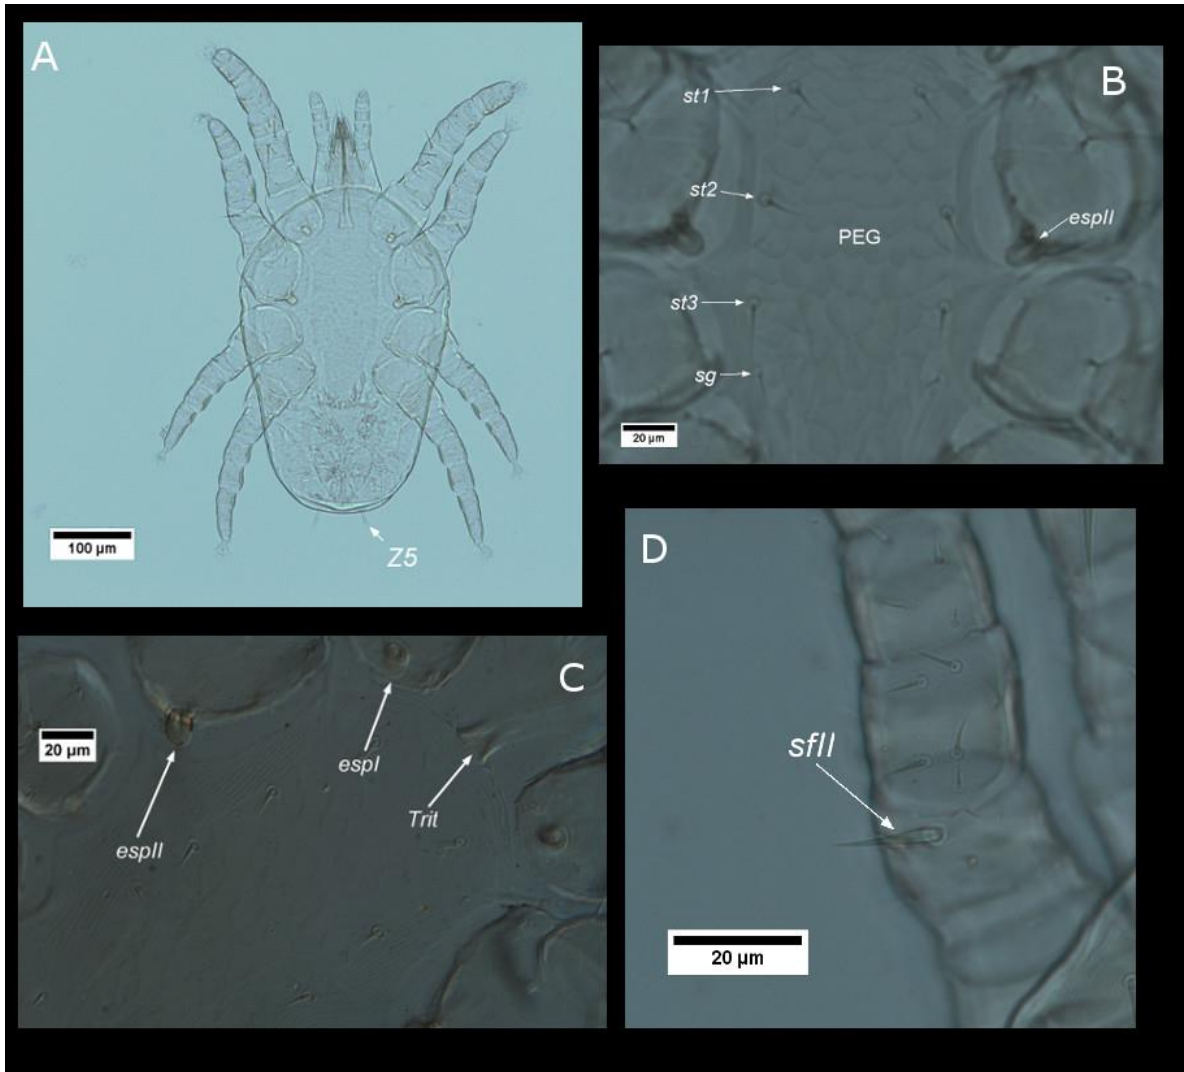 A
Z5
100 µm
B
st1
st2
PEG
espII
st3
sg
20 µm
C
20 µm
espI
espII
Trit
D
sfII
20 µm